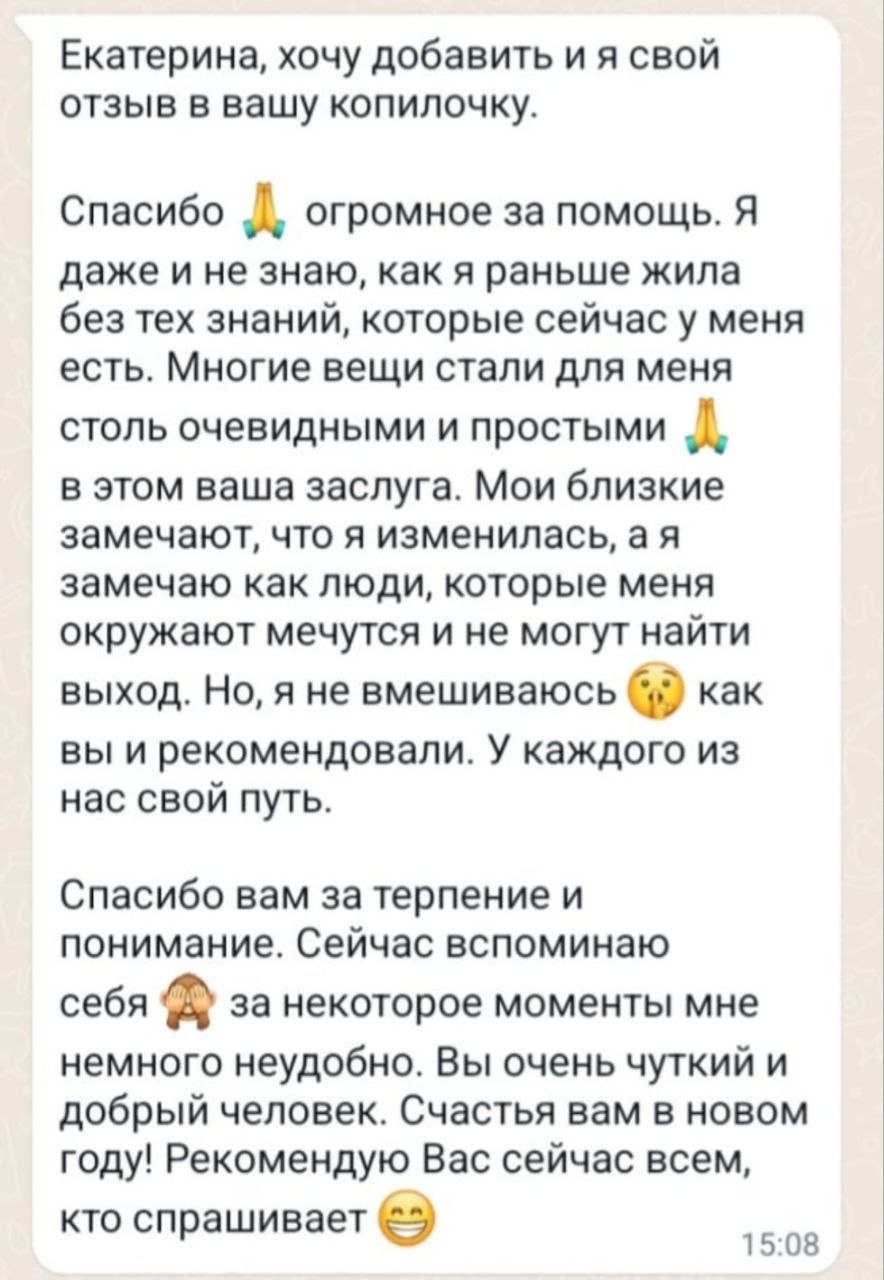 Екатерина, хочу добавить и я свой
отзыв в вашу копилочку.
Спасибо 🙏 огромное за помощь. Я
даже и не знаю, как я раньше жила
без тех знаний, которые сейчас у меня
есть. Многие вещи стали для меня
столь очевидными и простыми 🙏
в этом ваша заслуга. Мои близкие
замечают, что я изменилась, а я
замечаю как люди, которые меня
окружают мечутся и не могут найти
выход. Но, я не вмешиваюсь 🤫 как
вы и рекомендовали. У каждого из
нас свой путь.
Спасибо вам за терпение и
понимание. Сейчас вспоминаю
себя 🙈 за некоторое моменты мне
немного неудобно. Вы очень чуткий и
добрый человек. Счастья вам в новом
году! Рекомендую Вас сейчас всем,
кто спрашивает 😁
15:08